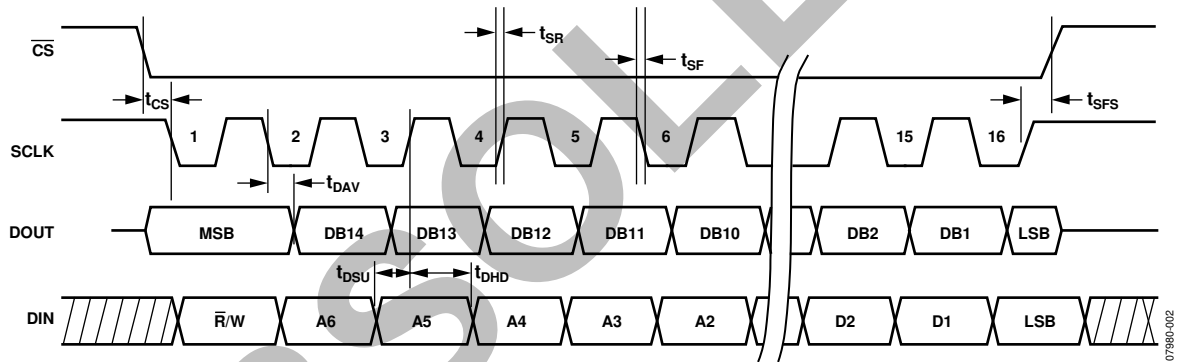 CS
tCS
tSR
tSF
tSFS
SCLK
1 2 3 4 5 6 15 16
tDAV
DOUT
MSB DB14 DB13 DB12 DB11 DB10 DB2 DB1 LSB
tDSU tDHD
DIN
R/W A6 A5 A4 A3 A2 D2 D1 LSB
07980-002